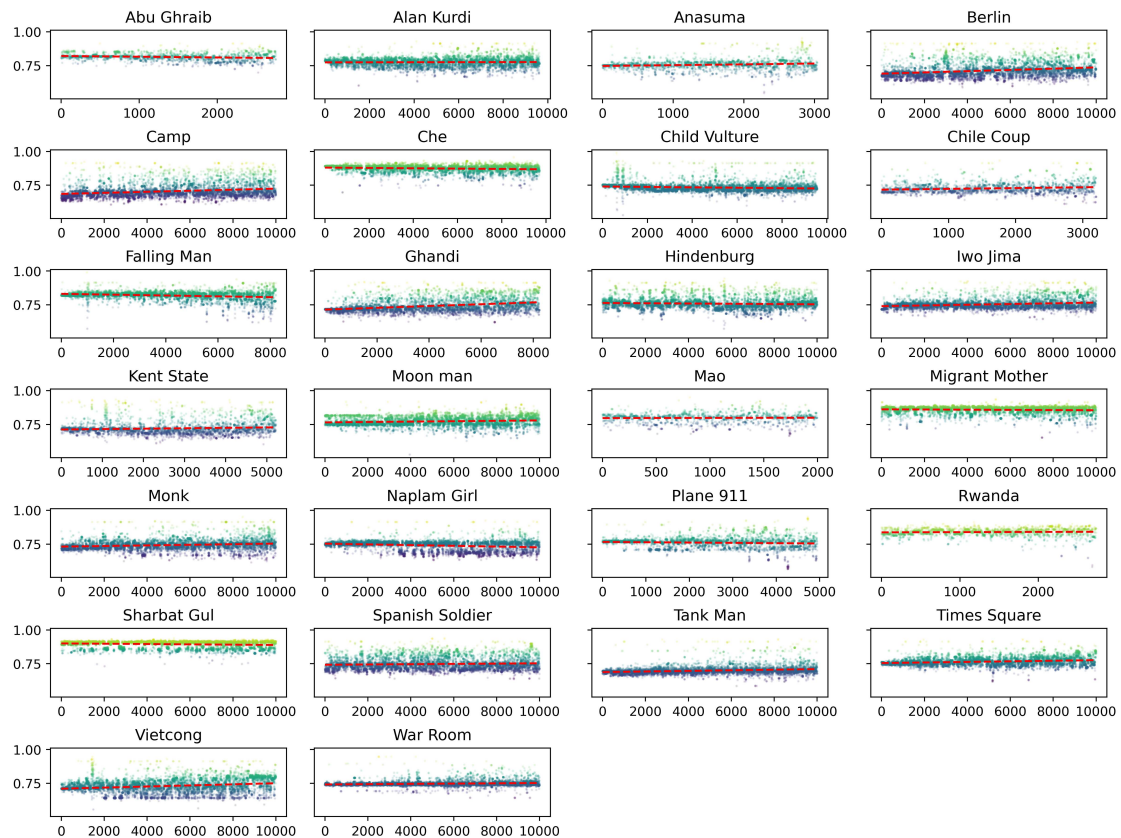 Abu Ghraib Alan Kurdi Anasuma Berlin
1.00
0.75
0 1000 2000 0 2000 4000 6000 8000 10000 0 1000 2000 3000 0 2000 4000 6000 8000 10000
Camp Che Child Vulture Chile Coup
1.00
0.75
0 2000 4000 6000 8000 10000 0 2000 4000 6000 8000 10000 0 2000 4000 6000 8000 10000 0 1000 2000 3000
Falling Man Ghandi Hindenburg Iwo Jima
1.00
0.75
0 2000 4000 6000 8000 0 2000 4000 6000 8000 0 2000 4000 6000 8000 10000 0 2000 4000 6000 8000 10000
Kent State Moon man Mao Migrant Mother
1.00
0.75
0 1000 2000 3000 4000 5000 0 2000 4000 6000 8000 10000 0 500 1000 1500 2000 0 2000 4000 6000 8000 10000
Monk Naplam Girl Plane 911 Rwanda
1.00
0.75
0 2000 4000 6000 8000 10000 0 2000 4000 6000 8000 10000 0 1000 2000 3000 4000 5000 0 1000 2000
Sharbat Gul Spanish Soldier Tank Man Times Square
1.00
0.75
0 2000 4000 6000 8000 10000 0 2000 4000 6000 8000 10000 0 2000 4000 6000 8000 10000 0 2000 4000 6000 8000 10000
Vietcong War Room
1.00
0.75
0 2000 4000 6000 8000 10000 0 2000 4000 6000 8000 10000